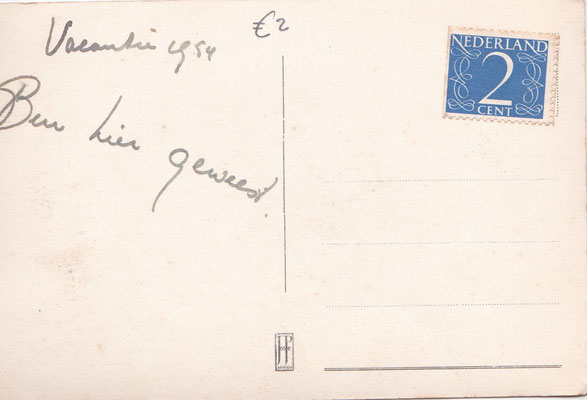 Vacantie 1954
€2
Ben hier geweest
NEDERLAND
2
CENT